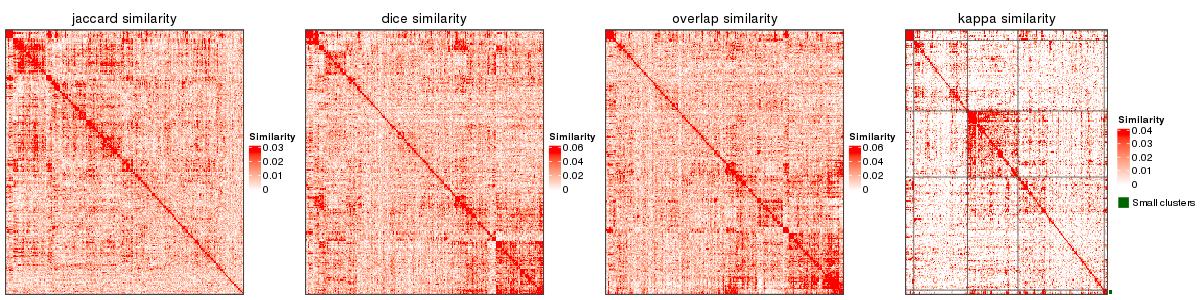 jaccard similarity
Similarity
0.03
0.02
0.01
0
dice similarity
Similarity
0.06
0.04
0.02
0
overlap similarity
Similarity
0.06
0.04
0.02
0
kappa similarity
Similarity
0.04
0.03
0.02
0.01
0
Small clusters